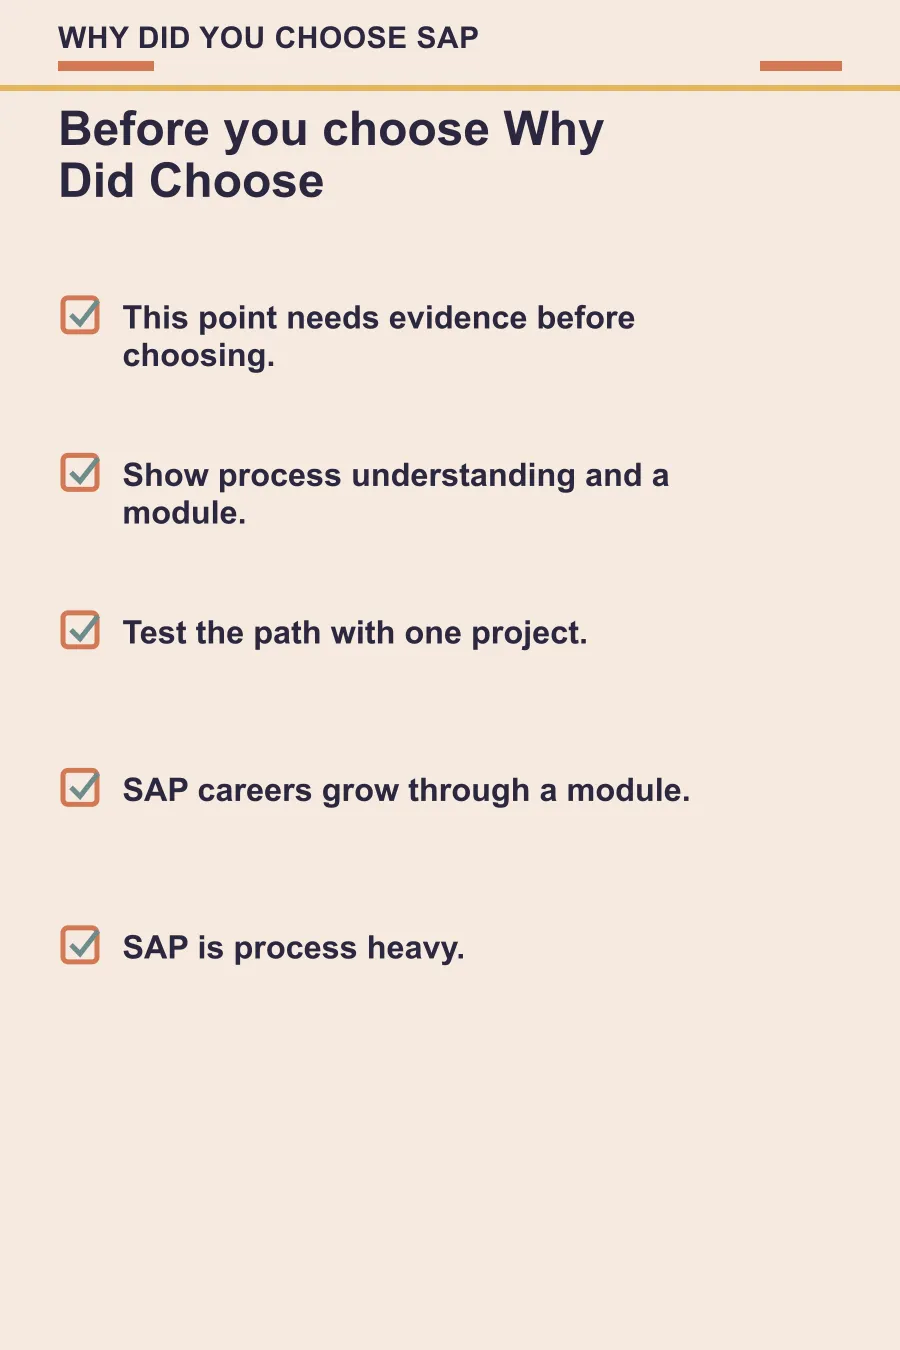 WHY DID YOU CHOOSE SAP
Before you choose Why
Did Choose
This point needs evidence before
choosing.
Show process understanding and a
module.
Test the path with one project.
SAP careers grow through a module.
SAP is process heavy.